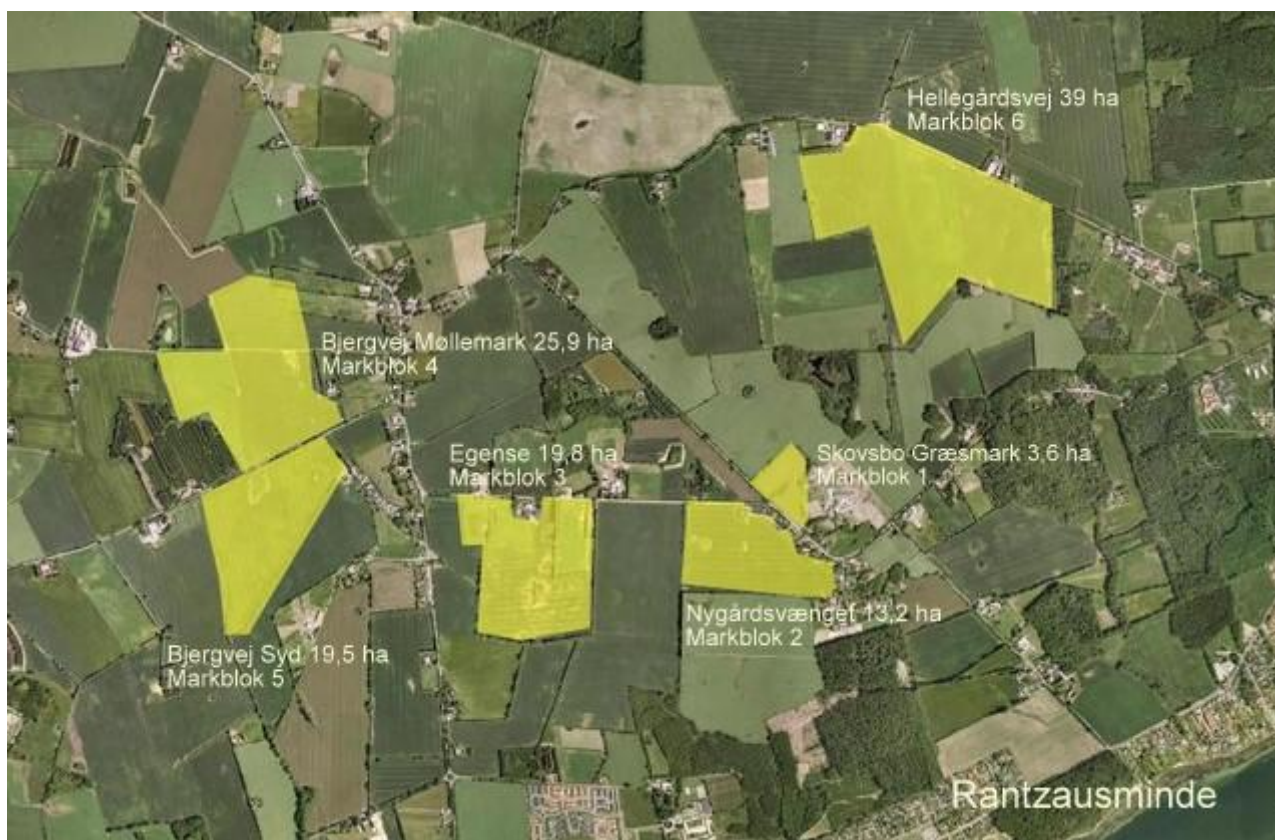 Hellegårdsvej 39 ha
Markblok 6
Bjergvej Møllemark 25,9 ha
Markblok 4
Egense 19,8 ha
Markblok 3
Skovsbo Græsmark 3,6 ha
Markblok 1
Nygårdsvænget 13,2 ha
Markblok 2
Bjergvej Syd 19,5 ha
Markblok 5
Rantzausminde